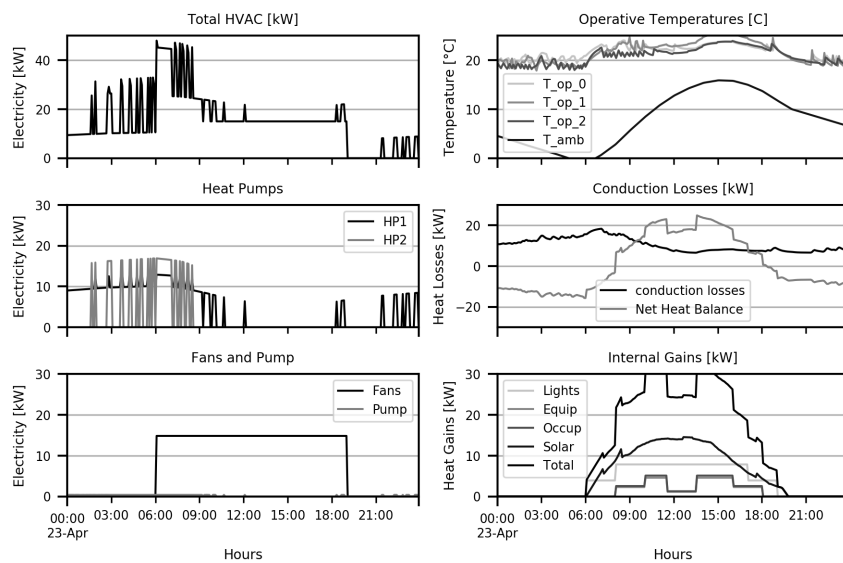 Total HVAC [kW]
Electricity [kW]
40
20
0
Operative Temperatures [C]
Temperature [°C]
20
10
0
T_op_0
T_op_1
T_op_2
T_amb
Heat Pumps
Electricity [kW]
30
20
10
0
HP1
HP2
Conduction Losses [kW]
Heat Losses [kW]
20
0
−20
conduction losses
Net Heat Balance
Fans and Pump
Electricity [kW]
30
20
10
0
Fans
Pump
00:00 03:00 06:00 09:00 12:00 15:00 18:00 21:00
23-Apr
Hours
Internal Gains [kW]
Heat Gains [kW]
30
20
10
0
Lights
Equip
Occup
Solar
Total
00:00 03:00 06:00 09:00 12:00 15:00 18:00 21:00
23-Apr
Hours